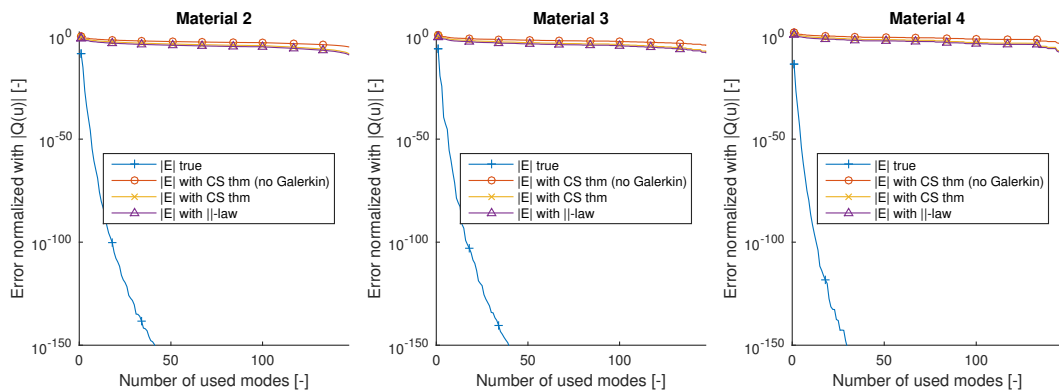 Material 2
Error normalized with |Q(u)| [-]
10^0
10^-50
10^-100
10^-150
|E| true
|E| with CS thm (no Galerkin)
|E| with CS thm
|E| with ||-law
0 50 100
Number of used modes [-]
Material 3
Error normalized with |Q(u)| [-]
10^0
10^-50
10^-100
10^-150
|E| true
|E| with CS thm (no Galerkin)
|E| with CS thm
|E| with ||-law
0 50 100
Number of used modes [-]
Material 4
Error normalized with |Q(u)| [-]
10^0
10^-50
10^-100
10^-150
|E| true
|E| with CS thm (no Galerkin)
|E| with CS thm
|E| with ||-law
0 50 100
Number of used modes [-]